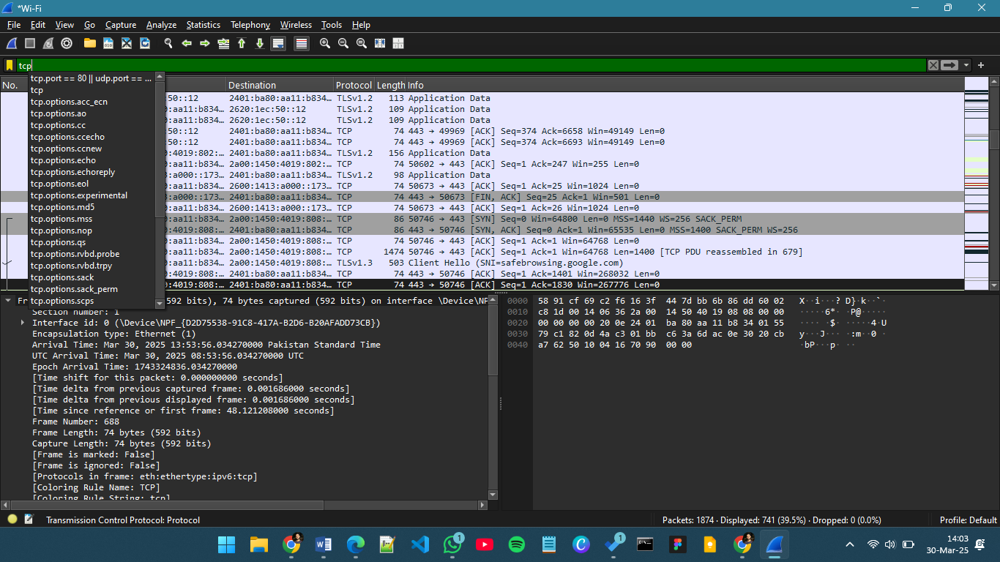 *Wi-Fi
File Edit View Go Capture Analyze Statistics Telephony Wireless Tools Help
tcp
No. Destination Protocol Length Info
tcp.port == 80 || udp.port == ...
tcp
tcp.options.acc_ecn
tcp.options.ao
tcp.options.cc
tcp.options.ccecho
tcp.options.ccnew
tcp.options.echo
tcp.options.echoreply
tcp.options.eol
tcp.options.experimental
tcp.options.md5
tcp.options.mss
tcp.options.nop
tcp.options.qs
tcp.options.rvbd.probe
tcp.options.rvbd.trpy
tcp.options.sack
tcp.options.sack_perm
tcp.options.scps
:50::12 2401:ba80:aa11:b834… TLSv1.2 113 Application Data
:aa11:b834… 2620:1ec:50::12 TLSv1.2 109 Application Data
:aa11:b834… 2620:1ec:50::12 TLSv1.2 109 Application Data
:50::12 2401:ba80:aa11:b834… TCP 74 443 → 49969 [ACK] Seq=374 Ack=6658 Win=49149 Len=0
:50::12 2401:ba80:aa11:b834… TCP 74 443 → 49969 [ACK] Seq=374 Ack=6693 Win=49149 Len=0
0:4019:802:… 2401:ba80:aa11:b834… TLSv1.2 156 Application Data
:aa11:b834… 2a00:1450:4019:802:… TCP 74 50602 → 443 [ACK] Seq=1 Ack=247 Win=255 Len=0
:a000::173… 2401:ba80:aa11:b834… TLSv1.2 98 Application Data
:aa11:b834… 2600:1413:a000::173… TCP 74 50673 → 443 [ACK] Seq=1 Ack=25 Win=1024 Len=0
:a000::173… 2401:ba80:aa11:b834… TCP 74 443 → 50673 [FIN, ACK] Seq=25 Ack=1 Win=501 Len=0
:aa11:b834… 2600:1413:a000::173… TCP 74 50673 → 443 [ACK] Seq=1 Ack=26 Win=1024 Len=0
:aa11:b834… 2a00:1450:4019:808:… TCP 86 50746 → 443 [SYN] Seq=0 Win=64800 Len=0 MSS=1440 WS=256 SACK_PERM
0:4019:808:… 2401:ba80:aa11:b834… TCP 86 443 → 50746 [SYN, ACK] Seq=0 Ack=1 Win=65535 Len=0 MSS=1400 SACK_PERM WS=256
:aa11:b834… 2a00:1450:4019:808:… TCP 74 50746 → 443 [ACK] Seq=1 Ack=1 Win=64768 Len=0
:aa11:b834… 2a00:1450:4019:808:… TCP 1474 50746 → 443 [ACK] Seq=1 Ack=1 Win=64768 Len=1400 [TCP PDU reassembled in 679]
:aa11:b834… 2a00:1450:4019:808:… TLSv1.3 503 Client Hello (SNI=safebrowsing.google.com)
0:4019:808:… 2401:ba80:aa11:b834… TCP 74 443 → 50746 [ACK] Seq=1 Ack=1401 Win=268032 Len=0
0:4019:808:… 2401:ba80:aa11:b834… TCP 74 443 → 50746 [ACK] Seq=1 Ack=1830 Win=267776 Len=0
(592 bits), 74 bytes captured (592 bits) on interface \Device\NPF
Section number: 1
Interface id: 0 (\Device\NPF_{D2D75538-91C8-417A-B2D6-B20AFADD73CB})
Encapsulation type: Ethernet (1)
Arrival Time: Mar 30, 2025 13:53:56.034270000 Pakistan Standard Time
UTC Arrival Time: Mar 30, 2025 08:53:56.034270000 UTC
Epoch Arrival Time: 1743324836.034270000
[Time shift for this packet: 0.000000000 seconds]
[Time delta from previous captured frame: 0.001686000 seconds]
[Time delta from previous displayed frame: 0.001686000 seconds]
[Time since reference or first frame: 48.121208000 seconds]
Frame Number: 688
Frame Length: 74 bytes (592 bits)
Capture Length: 74 bytes (592 bits)
[Frame is marked: False]
[Frame is ignored: False]
[Protocols in frame: eth:ethertype:ipv6:tcp]
[Coloring Rule Name: TCP]
[Coloring Rule String: tcp]
0000 58 91 cf 69 c2 f6 16 3f 44 7d bb 6b 86 dd 60 02 X··i···? D}·k··`·
0010 c8 1d 00 14 06 36 2a 00 14 50 40 19 08 08 00 00 ·····6*· ·P@·····
0020 00 00 00 00 20 0e 24 01 ba 80 aa 11 b8 34 01 55 ···· ·$· ·····4·U
0030 79 c1 82 0d 4a c3 01 bb c6 3a 6d ac 0e 30 20 cb y···J··· ·:m··0 ·
0040 a7 62 50 10 04 16 70 90 00 00 ·bP···p· ··
Transmission Control Protocol: Protocol
Packets: 1874 · Displayed: 741 (39.5%) · Dropped: 0 (0.0%)
Profile: Default
1
1
14:03
30-Mar-25